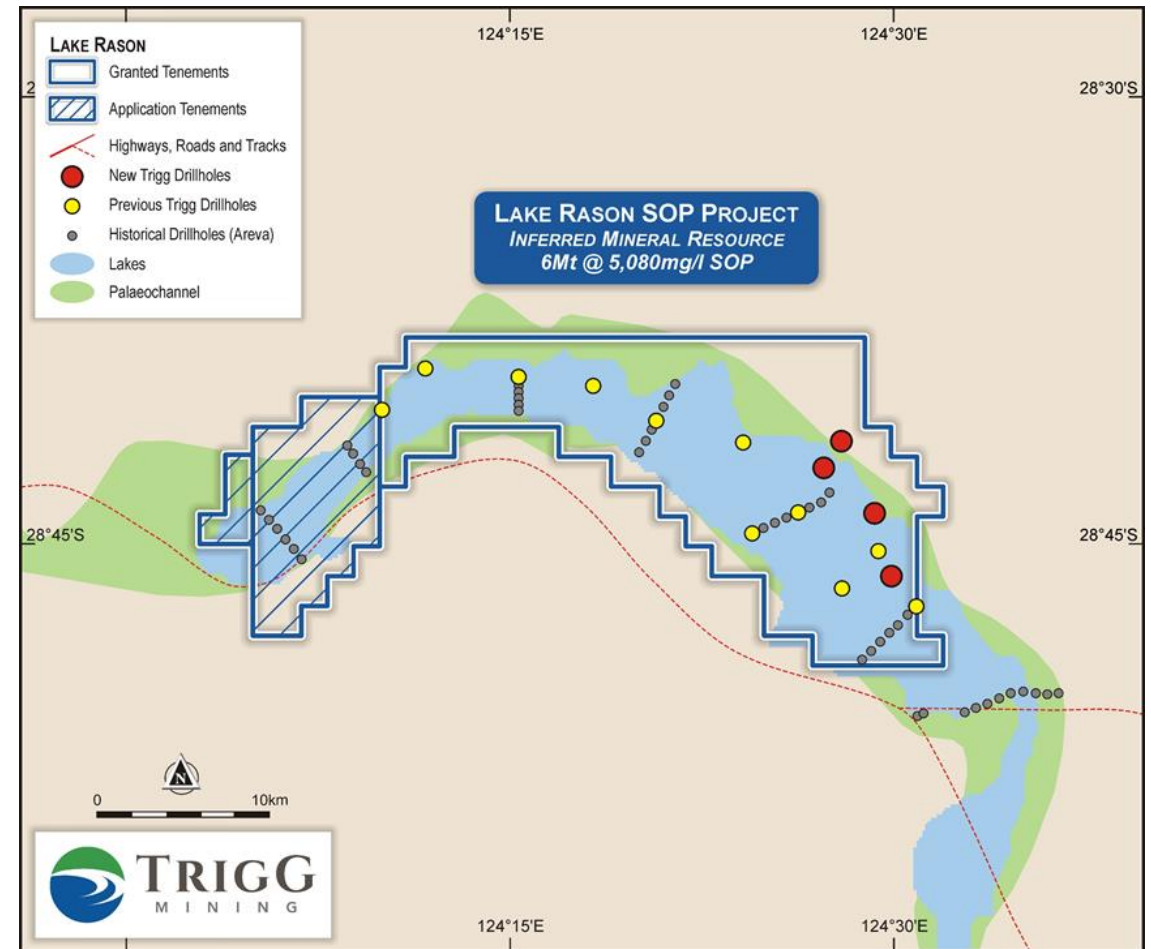 124°15'E
124°30'E
LAKE RASON
Granted Tenements
Application Tenements
Highways, Roads and Tracks
New Trigg Drillholes
Previous Trigg Drillholes
Historical Drillholes (Areva)
Lakes
Palaeochannel
2
28°30'S
LAKE RASON SOP PROJECT
INFERRED MINERAL RESOURCE
6Mt @ 5,080mg/l SOP
28°45'S
28°45'S
N
0
10km
TRIGG
MINING
124°15'E
124°30'E